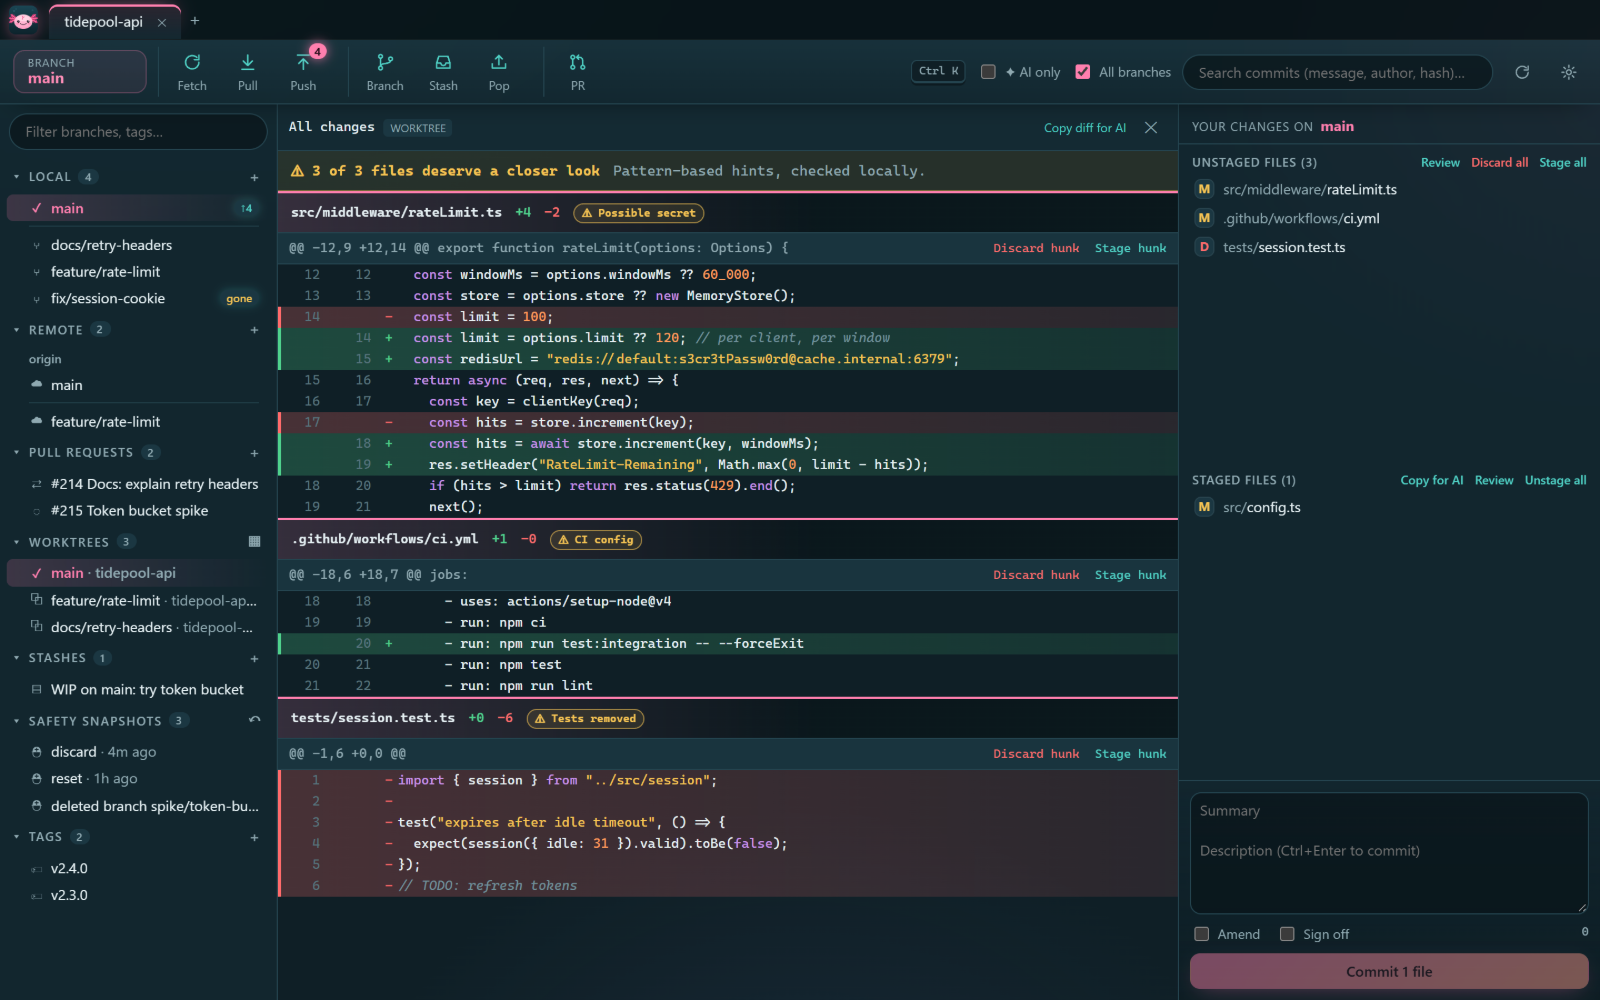 tidepool-api
BRANCH
main
Fetch
Pull
4
Push
Branch
Stash
Pop
PR
Ctrl K
AI only
All branches
Search commits (message, author, hash)...
Filter branches, tags...
LOCAL 4
main ↑4
docs/retry-headers
feature/rate-limit
fix/session-cookie gone
REMOTE 2
origin
main
feature/rate-limit
PULL REQUESTS 2
#214 Docs: explain retry headers
#215 Token bucket spike
WORKTREES 3
main · tidepool-api
feature/rate-limit · tidepool-ap...
docs/retry-headers · tidepool-...
STASHES 1
WIP on main: try token bucket
SAFETY SNAPSHOTS 3
discard · 4m ago
reset · 1h ago
deleted branch spike/token-bu...
TAGS 2
v2.4.0
v2.3.0
All changes WORKTREE Copy diff for AI
3 of 3 files deserve a closer look Pattern-based hints, checked locally.
src/middleware/rateLimit.ts +4 -2 Possible secret
@@ -12,9 +12,14 @@ export function rateLimit(options: Options) { Discard hunk Stage hunk
12 12 const windowMs = options.windowMs ?? 60_000;
13 13 const store = options.store ?? new MemoryStore();
14 - const limit = 100;
14 + const limit = options.limit ?? 120; // per client, per window
15 + const redisUrl = "redis://default:s3cr3tPassw0rd@cache.internal:6379";
15 16 return async (req, res, next) => {
16 17 const key = clientKey(req);
17 - const hits = store.increment(key);
18 + const hits = await store.increment(key, windowMs);
19 + res.setHeader("RateLimit-Remaining", Math.max(0, limit - hits));
18 20 if (hits > limit) return res.status(429).end();
19 21 next();
.github/workflows/ci.yml +1 -0 CI config
@@ -18,6 +18,7 @@ jobs: Discard hunk Stage hunk
18 18 - uses: actions/setup-node@v4
19 19 - run: npm ci
20 + - run: npm run test:integration -- --forceExit
20 21 - run: npm test
21 22 - run: npm run lint
tests/session.test.ts +0 -6 Tests removed
@@ -1,6 +0,0 @@ Discard hunk Stage hunk
1 - import { session } from "../src/session";
2 -
3 - test("expires after idle timeout", () => {
4 - expect(session({ idle: 31 }).valid).toBe(false);
5 - });
6 - // TODO: refresh tokens
YOUR CHANGES ON main
UNSTAGED FILES (3) Review Discard all Stage all
M src/middleware/rateLimit.ts
M .github/workflows/ci.yml
D tests/session.test.ts
STAGED FILES (1) Copy for AI Review Unstage all
M src/config.ts
Summary
Description (Ctrl+Enter to commit)
Amend Sign off 0
Commit 1 file